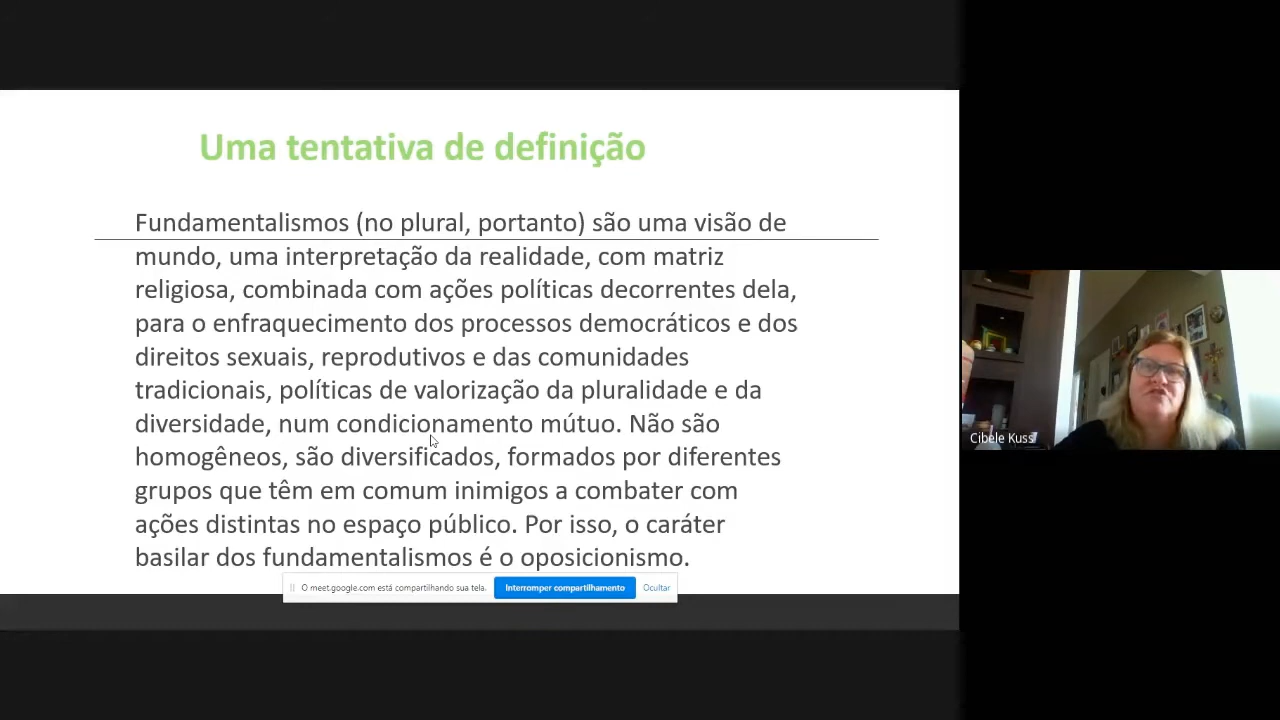 Uma tentativa de definição
Fundamentalismos (no plural, portanto) são uma visão de
mundo, uma interpretação da realidade, com matriz
religiosa, combinada com ações políticas decorrentes dela,
para o enfraquecimento dos processos democráticos e dos
direitos sexuais, reprodutivos e das comunidades
tradicionais, políticas de valorização da pluralidade e da
diversidade, num condicionamento mútuo. Não são
homogêneos, são diversificados, formados por diferentes
grupos que têm em comum inimigos a combater com
ações distintas no espaço público. Por isso, o caráter
basilar dos fundamentalismos é o oposicionismo.
O meet.google.com está compartilhando sua tela.
Interromper compartilhamento
Ocultar
Cibele Kuss